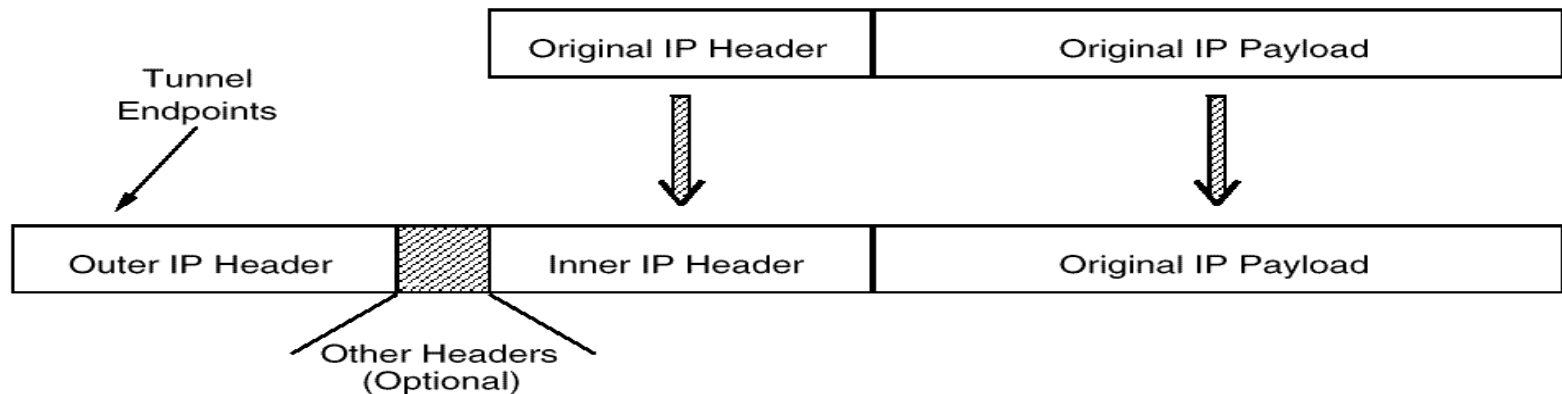 Original IP Header
Original IP Payload
Tunnel
Endpoints
Outer IP Header
Inner IP Header
Original IP Payload
Other Headers
(Optional)